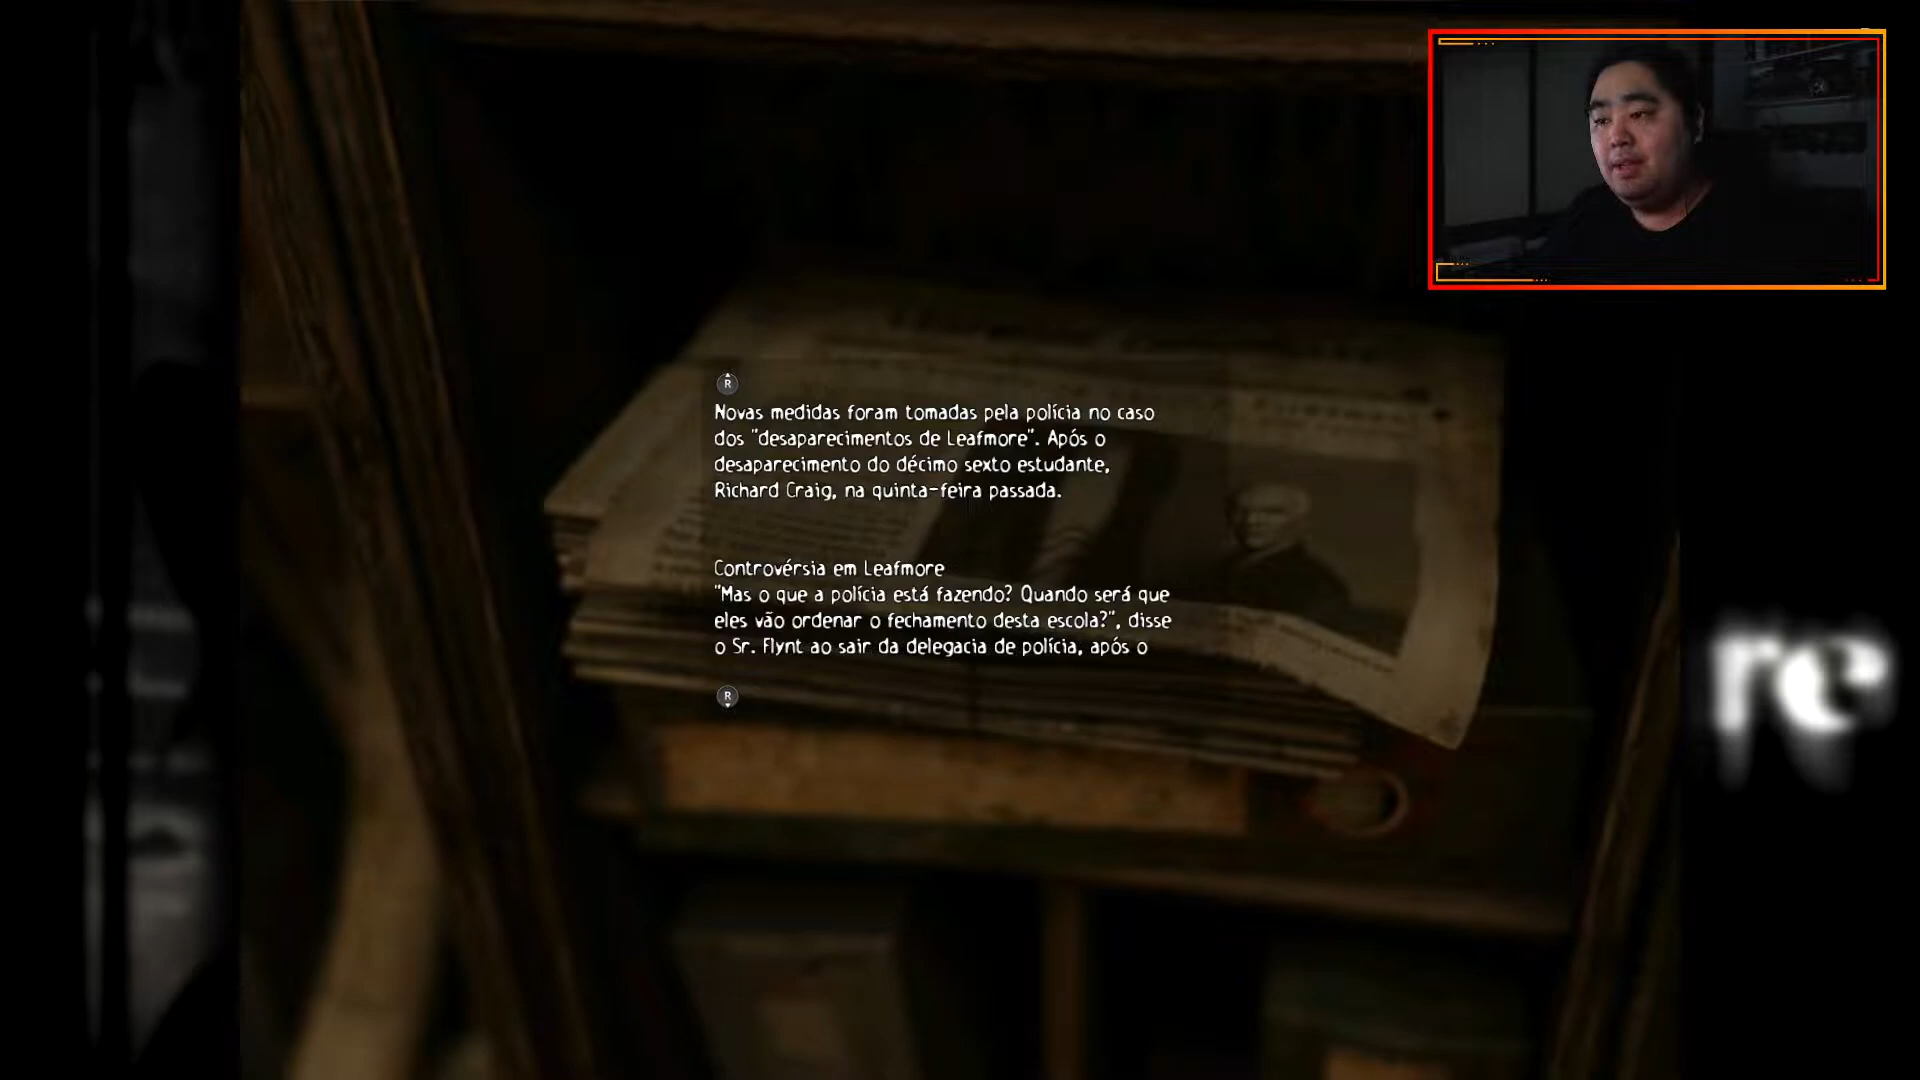 R
Novas medidas foram tomadas pela polícia no caso
dos "desaparecimentos de Leafmore". Após o
desaparecimento do décimo sexto estudante,
Richard Craig, na quinta-feira passada.
Controvérsia em Leafmore
"Mas o que a polícia está fazendo? Quando será que
eles vão ordenar o fechamento desta escola?", disse
o Sr. Flynt ao sair da delegacia de polícia, após o
R
re